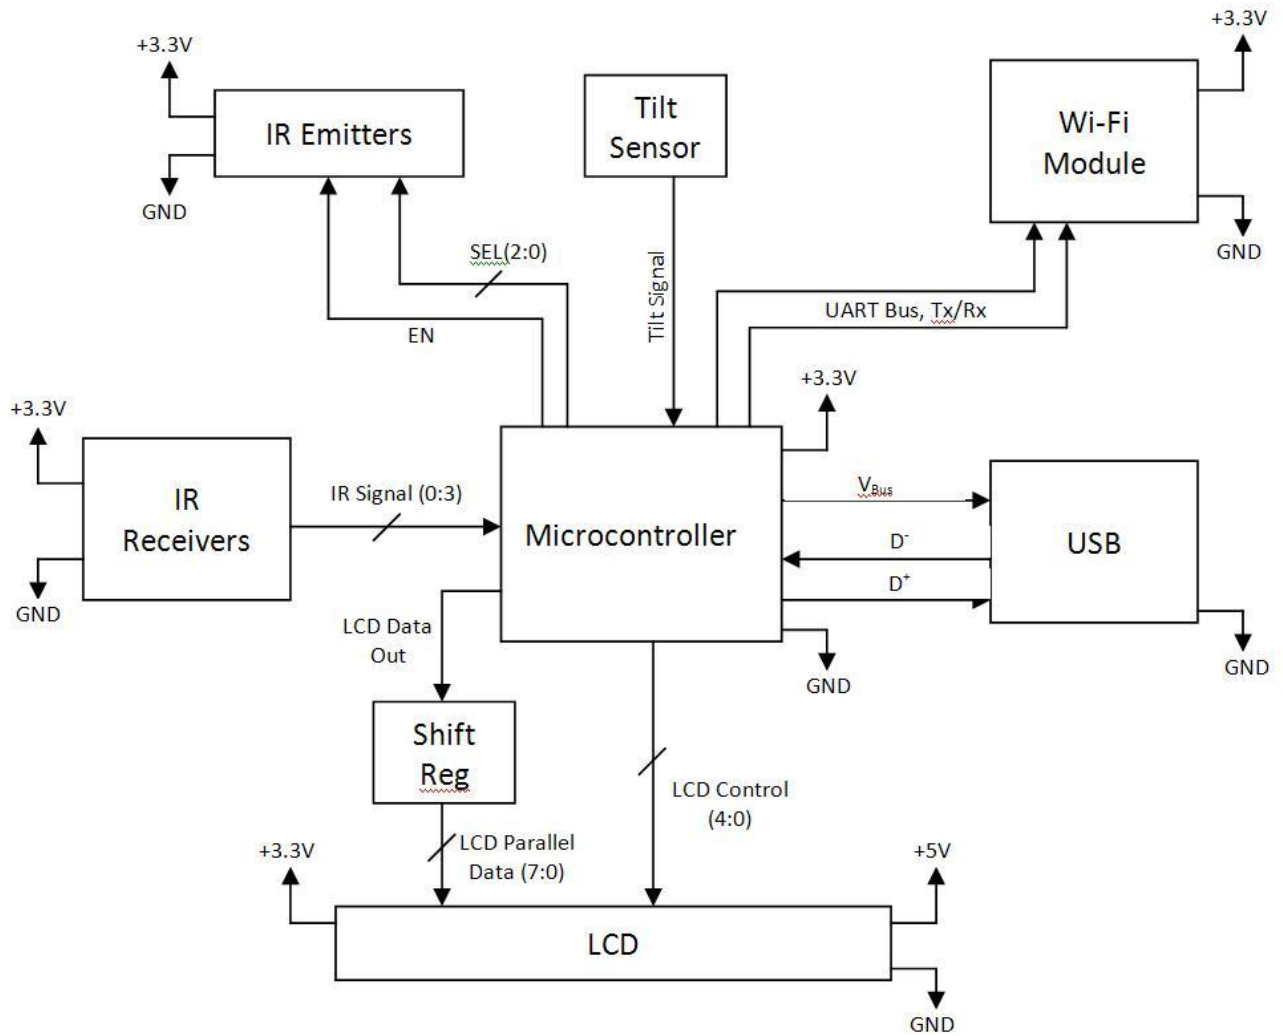 +3.3V
+3.3V
IR Emitters
Tilt
Sensor
Wi-Fi
Module
GND
GND
SEL(2:0)
EN
Tilt Signal
UART Bus, Tx/Rx
+3.3V
+3.3V
IR
Receivers
IR Signal (0:3)
Microcontroller
VBus
D-
D+
USB
GND
GND
GND
LCD Data
Out
Shift
Reg
LCD Control
(4:0)
LCD Parallel
Data (7:0)
+3.3V
+5V
LCD
GND